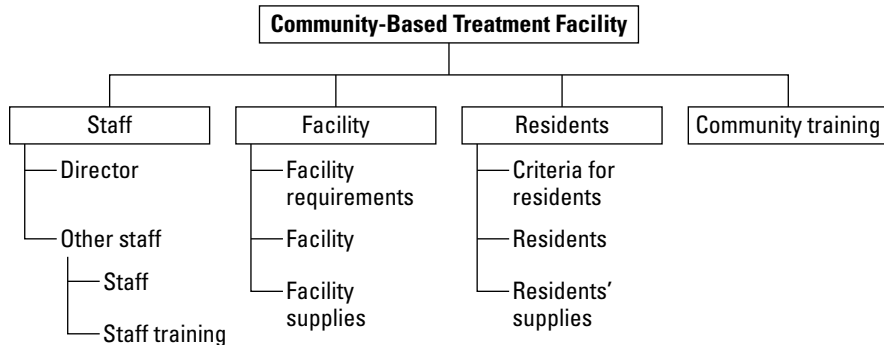 Community-Based Treatment Facility
Staff
Facility
Residents
Community training
Director
Other staff
Staff
Staff training
Facility
requirements
Facility
Facility
supplies
Criteria for
residents
Residents
Residents’
supplies